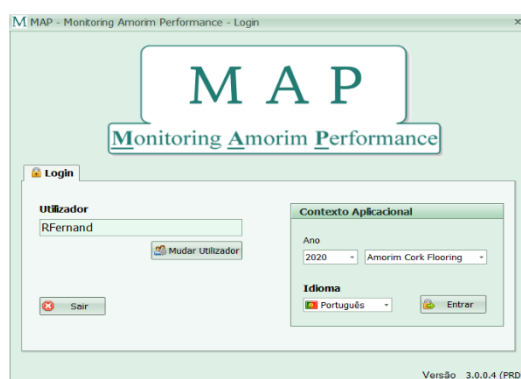 M MAP - Monitoring Amorim Performance - Login
M A P
Monitoring Amorim Performance
Login
Utilizador
RFernand
Mudar Utilizador
Sair
Contexto Aplicacional
Ano
2020 Amorim Cork Flooring
Idioma
Português
Entrar
Versão 3.0.0.4 (PRD